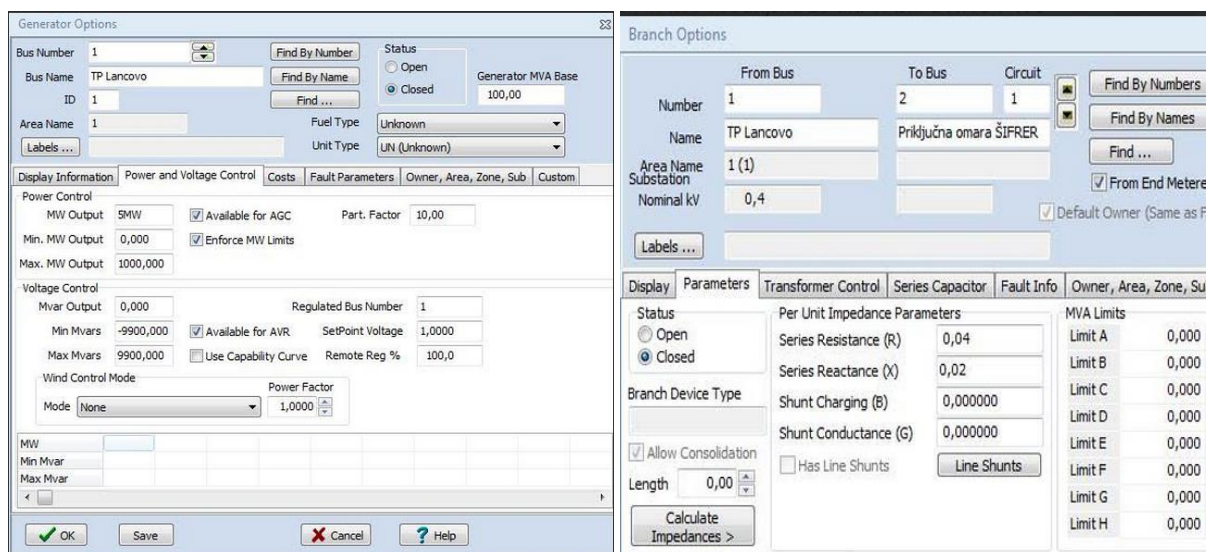 Generator Options
Bus Number 1 Find By Number Status
Open
Bus Name TP Lancovo Find By Name Generator MVA Base
Closed 100,00
ID 1 Find ...
Area Name 1 Fuel Type Unknown
Labels ... Unit Type UN (Unknown)
Display Information Power and Voltage Control Costs Fault Parameters Owner, Area, Zone, Sub Custom
Power Control
MW Output 5MW Available for AGC Part. Factor 10,00
Min. MW Output 0,000 Enforce MW Limits
Max. MW Output 1000,000
Voltage Control
Mvar Output 0,000 Regulated Bus Number 1
Min Mvars -9900,000 Available for AVR SetPoint Voltage 1,0000
Max Mvars 9900,000 Use Capability Curve Remote Reg % 100,0
Wind Control Mode
Power Factor
Mode None 1,0000
MW
Min Mvar
Max Mvar
OK Save Cancel ? Help
Branch Options
From Bus To Bus Circuit
Number 1 2 1 Find By Numbers
Name TP Lancovo Priključna omara ŠIFRER Find By Names
Find ...
Area Name 1 (1)
Substation From End Metere
Nominal kV 0,4 Default Owner (Same as F
Labels ...
Display Parameters Transformer Control Series Capacitor Fault Info Owner, Area, Zone, Su
Status Per Unit Impedance Parameters MVA Limits
Open Series Resistance (R) 0,04 Limit A 0,000
Closed Series Reactance (X) 0,02 Limit B 0,000
Branch Device Type Shunt Charging (B) 0,000000 Limit C 0,000
Limit D 0,000
Shunt Conductance (G) 0,000000 Limit E 0,000
Allow Consolidation Has Line Shunts Line Shunts Limit F 0,000
Length 0,00 Limit G 0,000
Calculate Impedances > Limit H 0,000